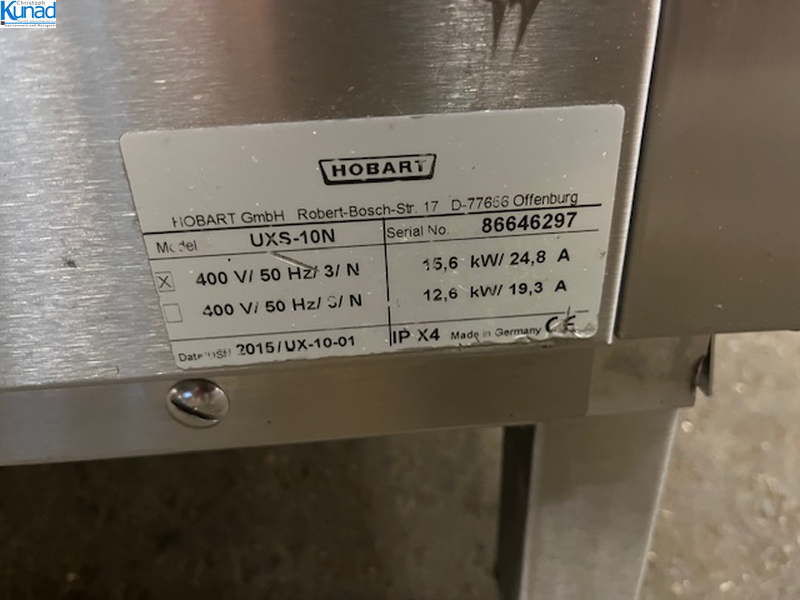 Christoph
Kunad
HOBART
HOBART GmbH Robert-Bosch-Str. 17 D-77656 Offenburg
Model UXS-10N Serial No. 86646297
X 400 V/ 50 Hz/ 3/ N 15,6 kW/ 24,8 A
400 V/ 50 Hz/ 3/ N 12,6 kW/ 19,3 A
2015/UX-10-01 IP X4 Made in Germany CE